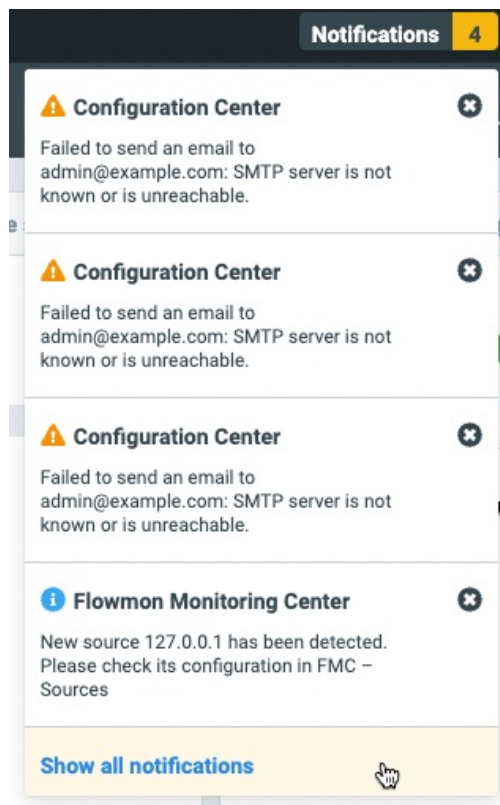 Notifications 4
Configuration Center
Failed to send an email to
admin@example.com: SMTP server is not
known or is unreachable.
Configuration Center
Failed to send an email to
admin@example.com: SMTP server is not
known or is unreachable.
Configuration Center
Failed to send an email to
admin@example.com: SMTP server is not
known or is unreachable.
Flowmon Monitoring Center
New source 127.0.0.1 has been detected.
Please check its configuration in FMC –
Sources
Show all notifications